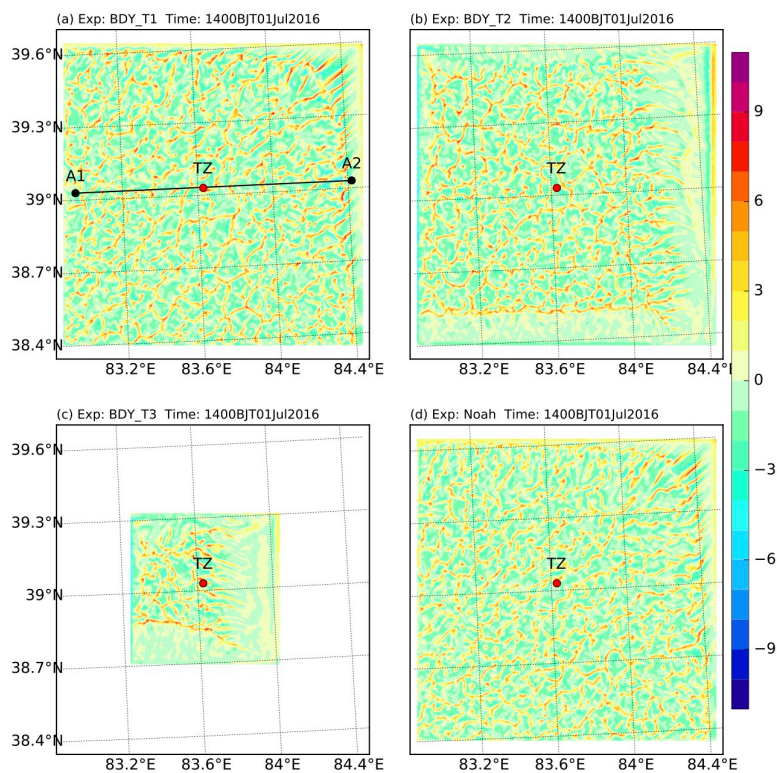 (a) Exp: BDY_T1 Time: 1400BJT01Jul2016
39.6°N
39.3°N
39°N
38.7°N
38.4°N
A1
TZ
A2
83.2°E 83.6°E 84°E 84.4°E
(b) Exp: BDY_T2 Time: 1400BJT01Jul2016
TZ
83.2°E 83.6°E 84°E 84.4°E
(c) Exp: BDY_T3 Time: 1400BJT01Jul2016
39.6°N
39.3°N
39°N
38.7°N
38.4°N
TZ
83.2°E 83.6°E 84°E 84.4°E
(d) Exp: Noah Time: 1400BJT01Jul2016
TZ
83.2°E 83.6°E 84°E 84.4°E
9
6
3
0
−3
−6
−9